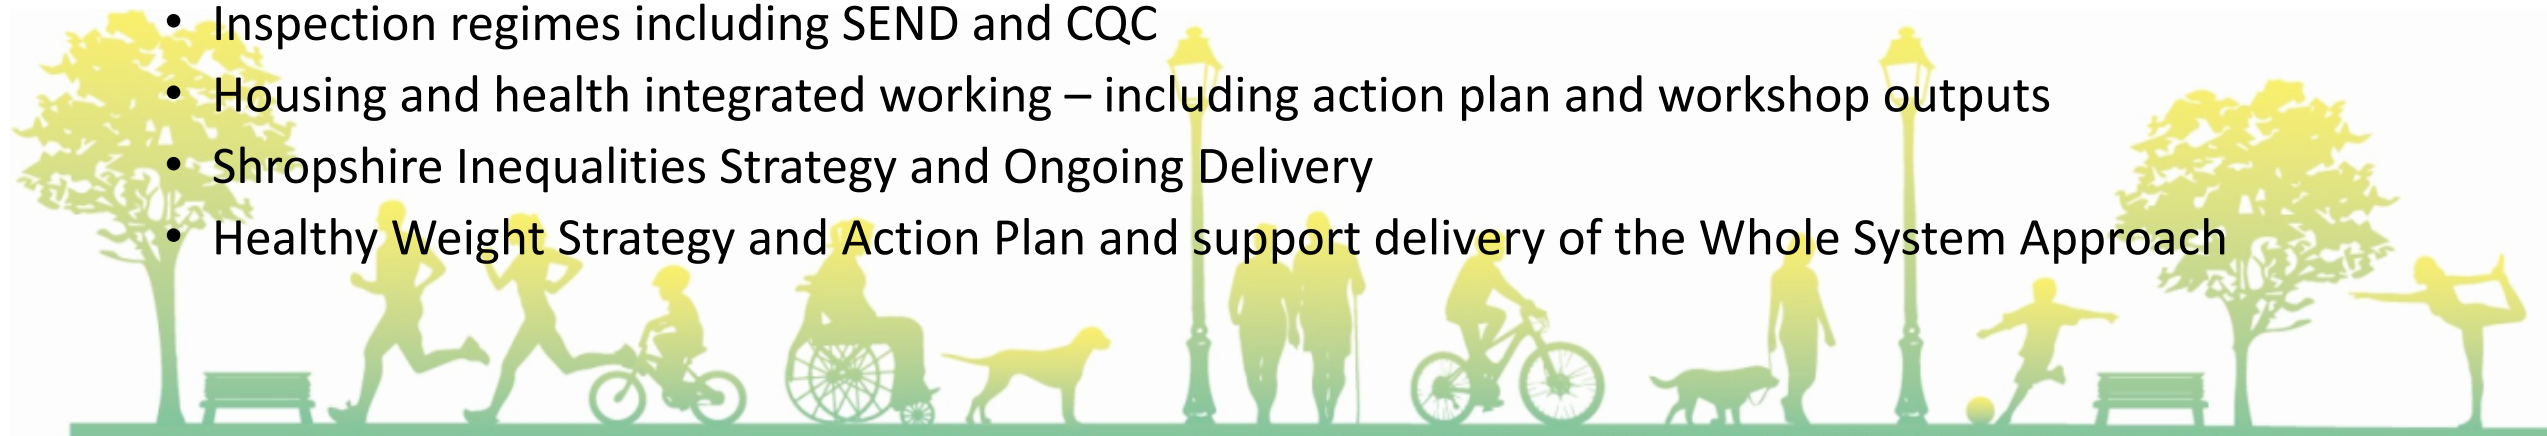 • Inspection regimes including SEND and CQC
• Housing and health integrated working – including action plan and workshop outputs
• Shropshire Inequalities Strategy and Ongoing Delivery
• Healthy Weight Strategy and Action Plan and support delivery of the Whole System Approach